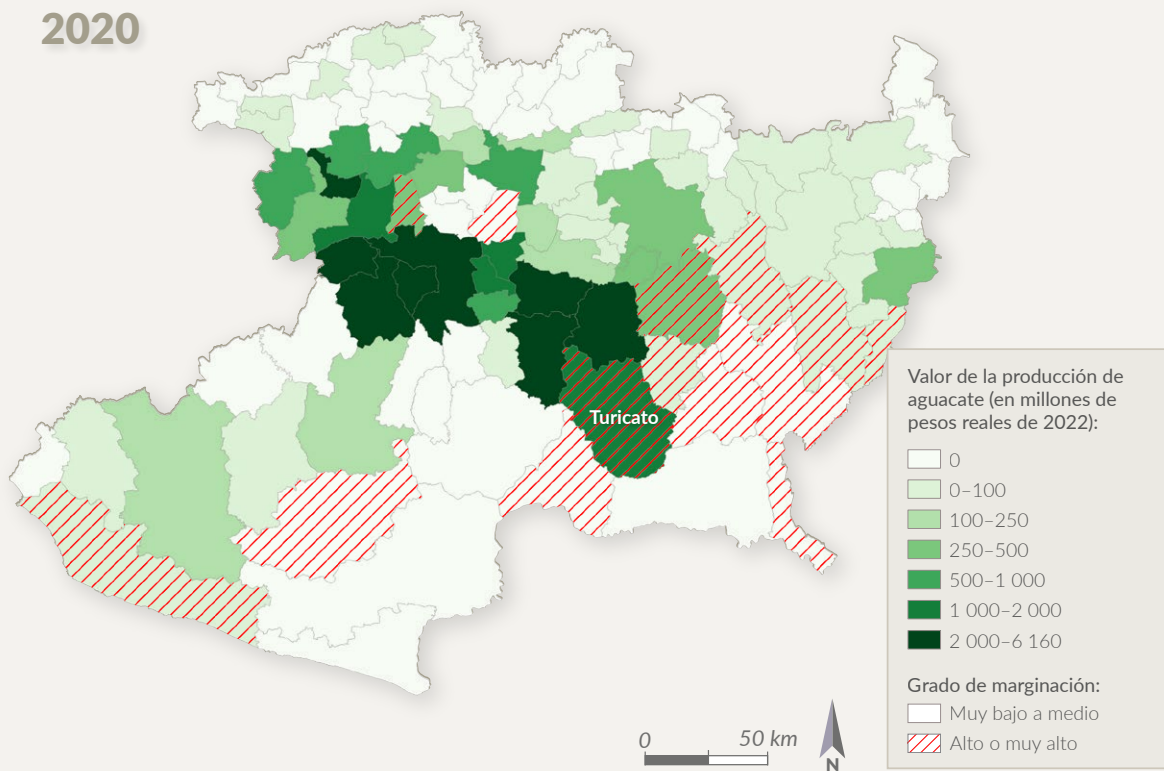 2020
Turicato
Valor de la producción de
aguacate (en millones de
pesos reales de 2022):
0
0–100
100–250
250–500
500–1 000
1 000–2 000
2 000–6 160
Grado de marginación:
Muy bajo a medio
Alto o muy alto
0 50 km
N